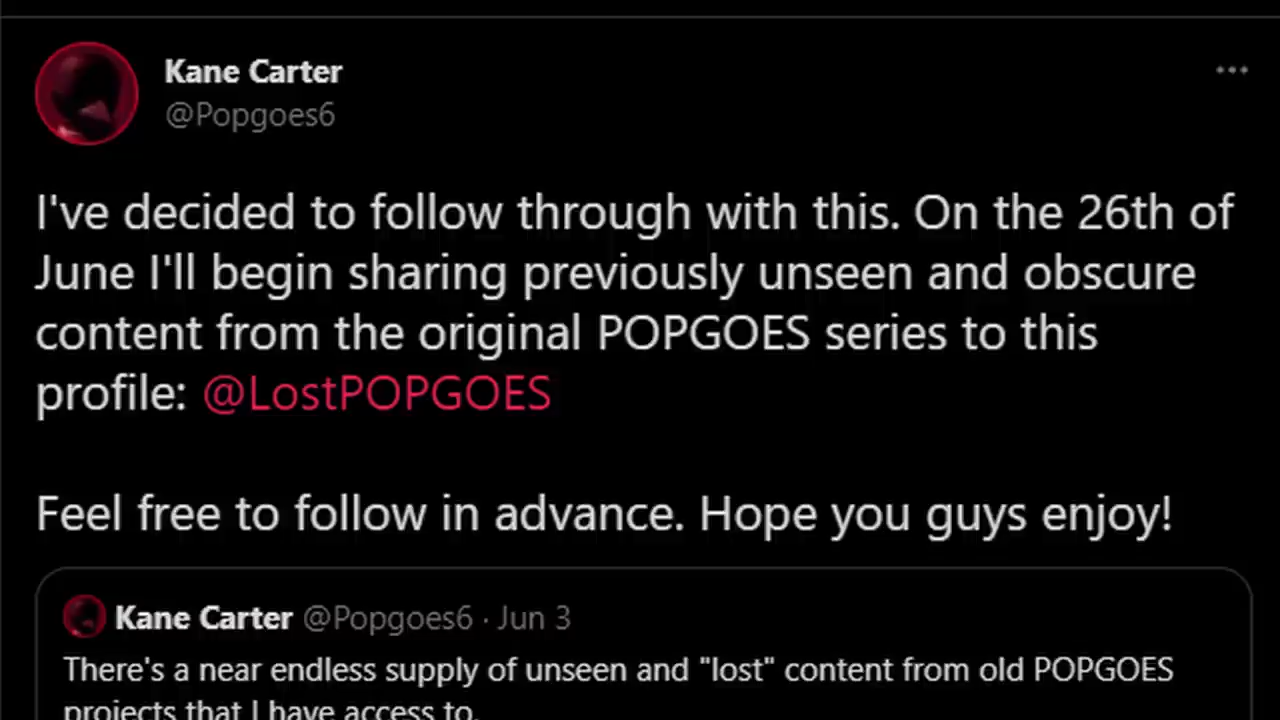 Kane Carter
@Popgoes6
I've decided to follow through with this. On the 26th of
June I'll begin sharing previously unseen and obscure
content from the original POPGOES series to this
profile: @LostPOPGOES
Feel free to follow in advance. Hope you guys enjoy!
Kane Carter @Popgoes6 · Jun 3
There's a near endless supply of unseen and "lost" content from old POPGOES
projects that I have access to.